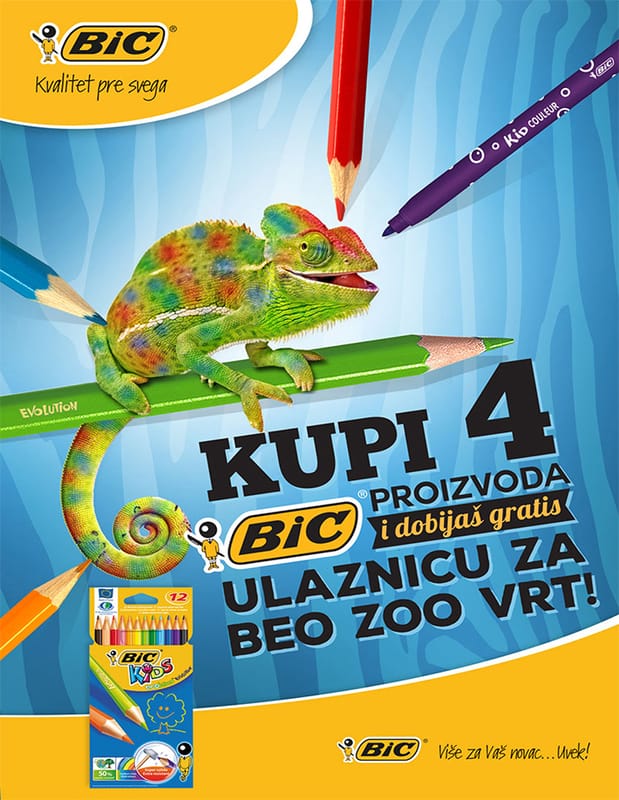 BIC
Kvalitet pre svega
BIC
Kid COULEUR
EVOLUTION
KUPI 4
BIC ® PROIZVODA
i dobijaš gratis
ULAZNICU ZA
BEO ZOO VRT!
12
BIC
KIDS
50%
BIC
Više za Vaš novac...Uvek!